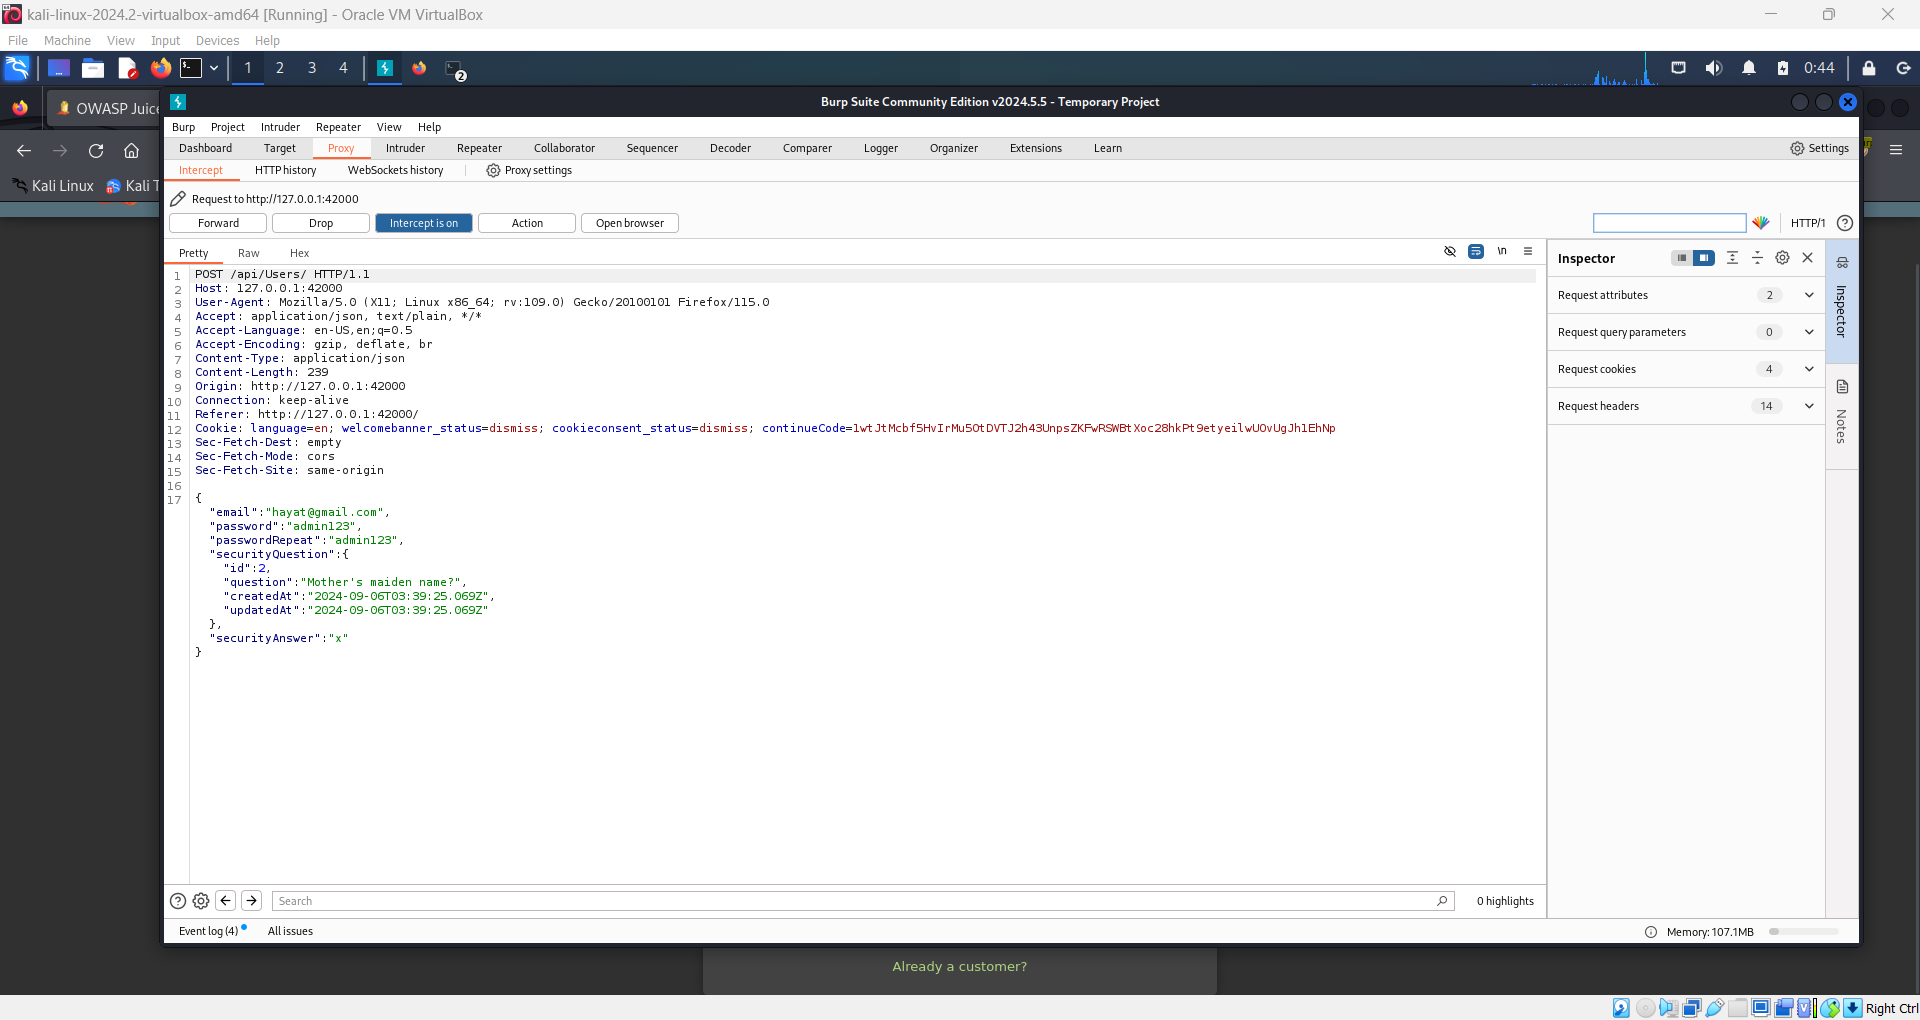 kali-linux-2024.2-virtualbox-amd64 [Running] - Oracle VM VirtualBox
File Machine View Input Devices Help
1 2 3 4 2 0:44
OWASP Juice
Burp Suite Community Edition v2024.5.5 - Temporary Project
Burp Project Intruder Repeater View Help
Dashboard Target Proxy Intruder Repeater Collaborator Sequencer Decoder Comparer Logger Organizer Extensions Learn Settings
Intercept HTTP history WebSockets history Proxy settings
Kali Linux Kali T
Request to http://127.0.0.1:42000
Forward Drop Intercept is on Action Open browser HTTP/1
Pretty Raw Hex \n
Inspector
Request attributes 2
Request query parameters 0
Request cookies 4
Request headers 14
Inspector
Notes
1 POST /api/Users/ HTTP/1.1
2 Host: 127.0.0.1:42000
3 User-Agent: Mozilla/5.0 (X11; Linux x86_64; rv:109.0) Gecko/20100101 Firefox/115.0
4 Accept: application/json, text/plain, */*
5 Accept-Language: en-US,en;q=0.5
6 Accept-Encoding: gzip, deflate, br
7 Content-Type: application/json
8 Content-Length: 239
9 Origin: http://127.0.0.1:42000
10 Connection: keep-alive
11 Referer: http://127.0.0.1:42000/
12 Cookie: language=en; welcomebanner_status=dismiss; cookieconsent_status=dismiss; continueCode=1wtJtMcbf5HvIrMu5OtDVTJ2h43UnpsZKFwRSWBtXoc28hkPt9etyeilwUOvUgJh1EhNp
13 Sec-Fetch-Dest: empty
14 Sec-Fetch-Mode: cors
15 Sec-Fetch-Site: same-origin
16
17 {
"email":"hayat@gmail.com",
"password":"admin123",
"passwordRepeat":"admin123",
"securityQuestion":{
"id":2,
"question":"Mother's maiden name?",
"createdAt":"2024-09-06T03:39:25.069Z",
"updatedAt":"2024-09-06T03:39:25.069Z"
},
"securityAnswer":"x"
}
Search 0 highlights
Event log (4) All issues Memory: 107.1MB
Already a customer?
Right Ctrl